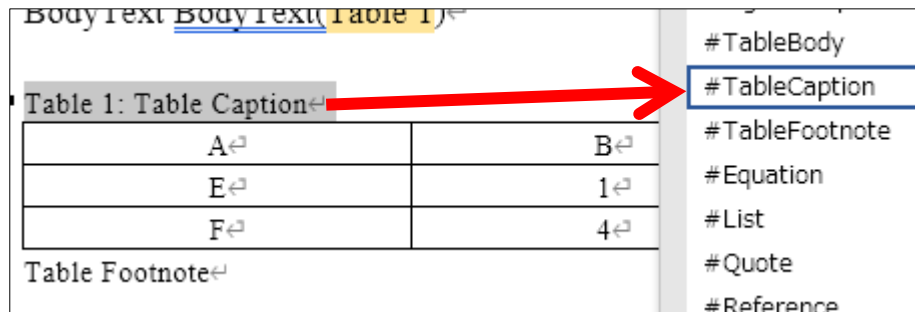 BodyText BodyText(Table 1)
Table 1: Table Caption
A B
E 1
F 4
Table Footnote
#TableBody
#TableCaption
#TableFootnote
#Equation
#List
#Quote
#Reference